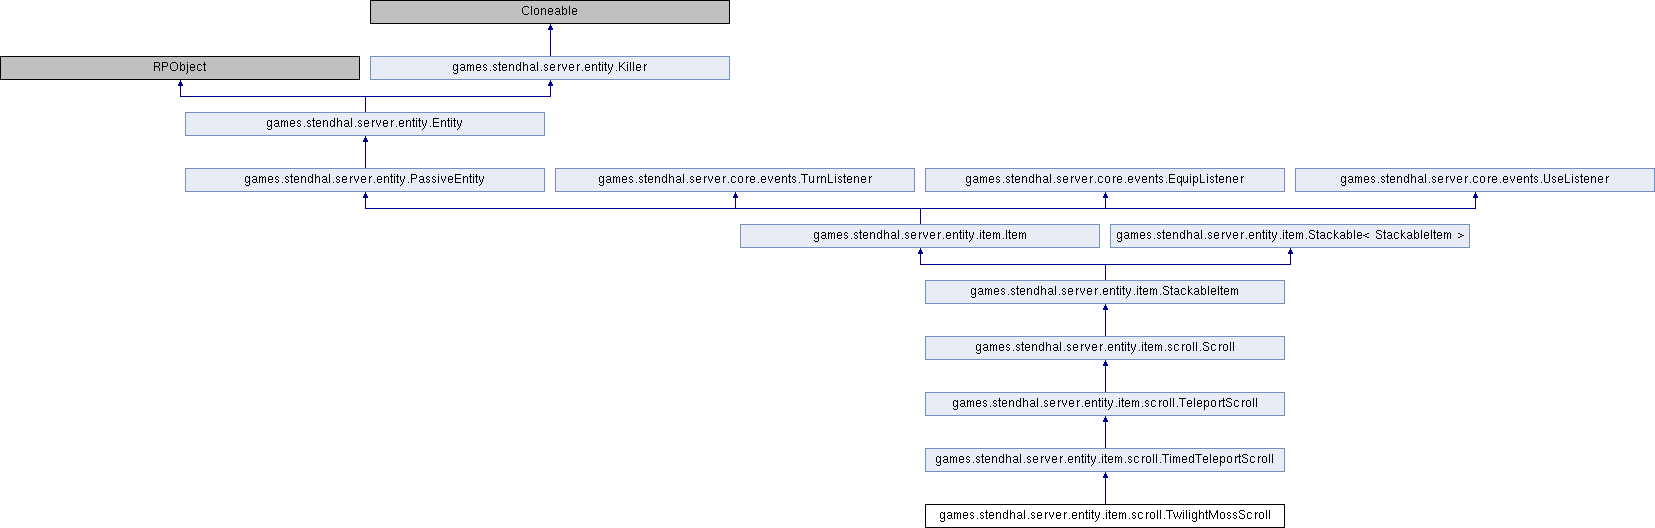 Cloneable
RPObject
games.stendhal.server.entity.Killer
games.stendhal.server.entity.Entity
games.stendhal.server.entity.PassiveEntity
games.stendhal.server.core.events.TurnListener
games.stendhal.server.core.events.EquipListener
games.stendhal.server.core.events.UseListener
games.stendhal.server.entity.item.Item
games.stendhal.server.entity.item.Stackable< StackableItem >
games.stendhal.server.entity.item.StackableItem
games.stendhal.server.entity.item.scroll.Scroll
games.stendhal.server.entity.item.scroll.TeleportScroll
games.stendhal.server.entity.item.scroll.TimedTeleportScroll
games.stendhal.server.entity.item.scroll.TwilightMossScroll